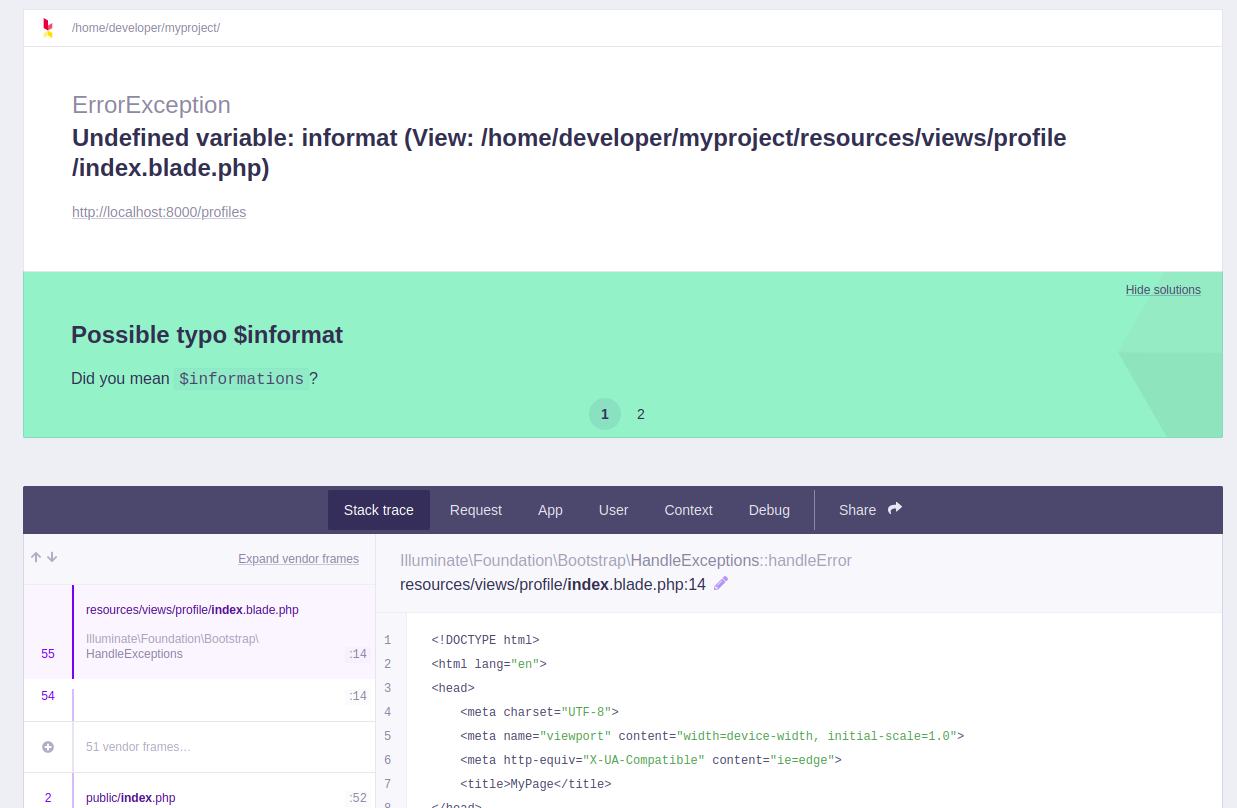 /home/developer/myproject/
ErrorException
Undefined variable: informat (View: /home/developer/myproject/resources/views/profile
/index.blade.php)
http://localhost:8000/profiles
Hide solutions
Possible typo $informat
Did you mean $informations ?
1 2
Stack trace Request App User Context Debug Share
Expand vendor frames
resources/views/profile/index.blade.php
Illuminate\Foundation\Bootstrap\
55 HandleExceptions :14
54 :14
51 vendor frames…
2 public/index.php :52
Illuminate\Foundation\Bootstrap\HandleExceptions::handleError
resources/views/profile/index.blade.php:14
1 <!DOCTYPE html>
2 <html lang="en">
3 <head>
4 <meta charset="UTF-8">
5 <meta name="viewport" content="width=device-width, initial-scale=1.0">
6 <meta http-equiv="X-UA-Compatible" content="ie=edge">
7 <title>MyPage</title>
8 </head>